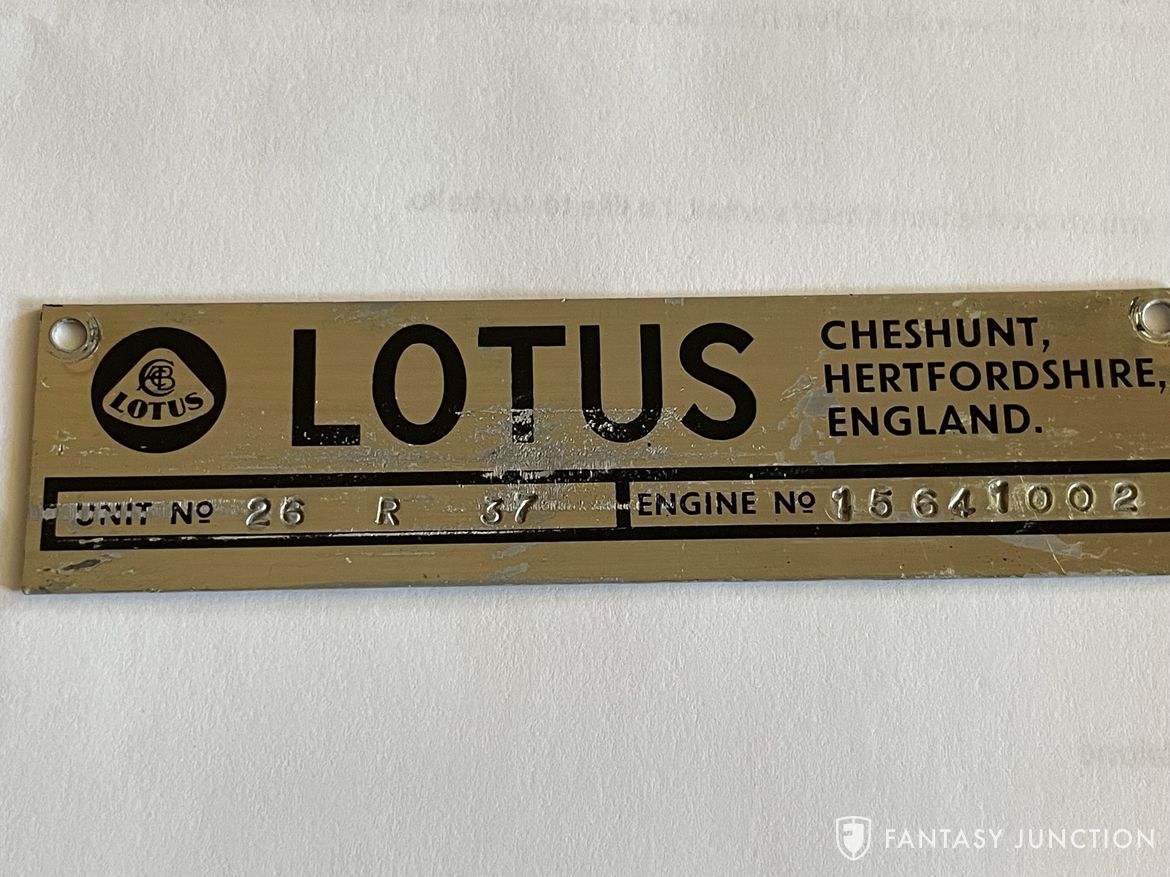 LOTUS
LOTUS
CHESHUNT,
HERTFORDSHIRE,
ENGLAND.
UNIT Nº 26 R 37
ENGINE Nº 15641002
FANTASY JUNCTION